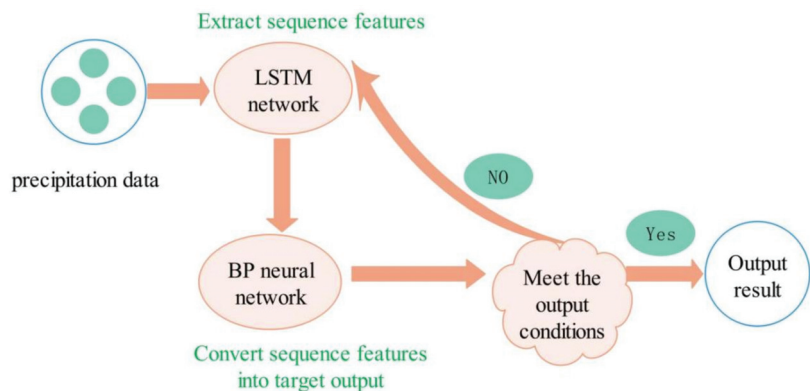 Extract sequence features
LSTM
network
precipitation data
NO
Yes
BP neural
network
Meet the
output
conditions
Output
result
Convert sequence features
into target output